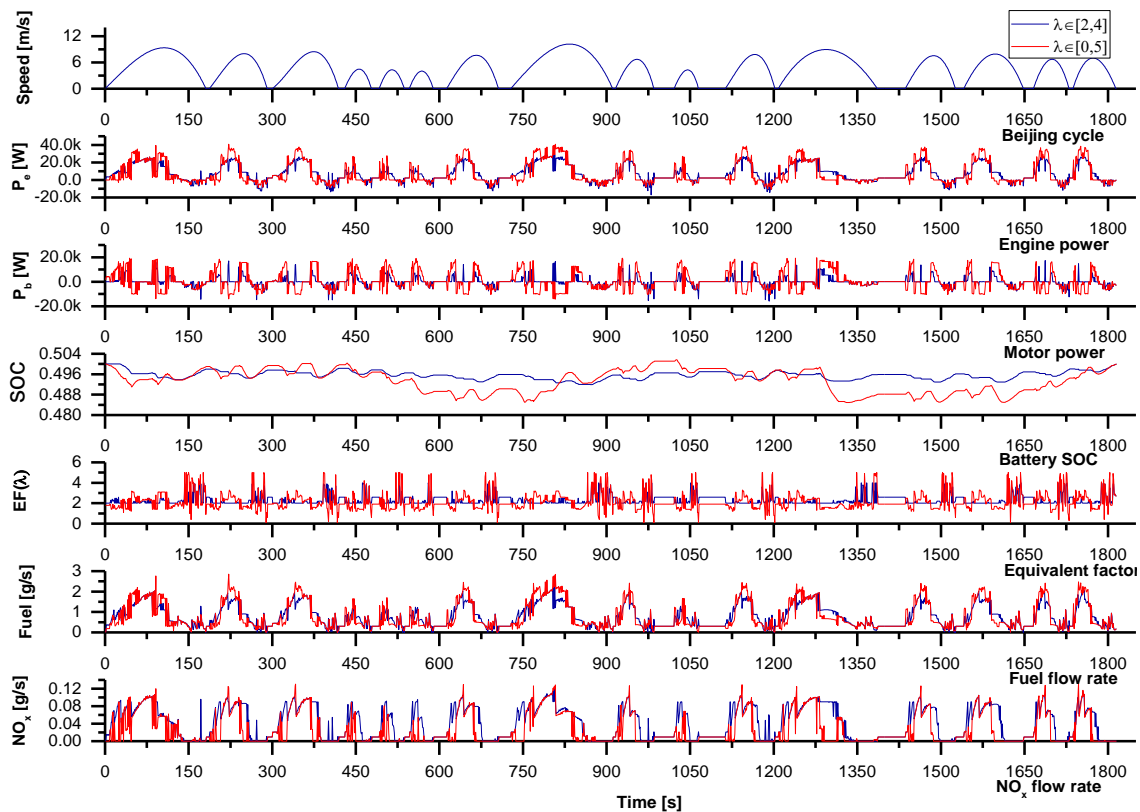 λ∈[2,4]
λ∈[0,5]
Speed [m/s]
12
6
0
0 150 300 450 600 750 900 1050 1200 1350 1500 1650 1800
Beijing cycle
P_e [W]
40.0k
20.0k
0.0
-20.0k
0 150 300 450 600 750 900 1050 1200 1350 1500 1650 1800
Engine power
P_b [W]
20.0k
0.0
-20.0k
0 150 300 450 600 750 900 1050 1200 1350 1500 1650 1800
Motor power
SOC
0.504
0.496
0.488
0.480
0 150 300 450 600 750 900 1050 1200 1350 1500 1650 1800
Battery SOC
EF(λ)
6
4
2
0
0 150 300 450 600 750 900 1050 1200 1350 1500 1650 1800
Equivalent factor
Fuel [g/s]
3
2
1
0
0 150 300 450 600 750 900 1050 1200 1350 1500 1650 1800
Fuel flow rate
NO_x [g/s]
0.12
0.08
0.04
0.00
0 150 300 450 600 750 900 1050 1200 1350 1500 1650 1800
NO_x flow rate
Time [s]